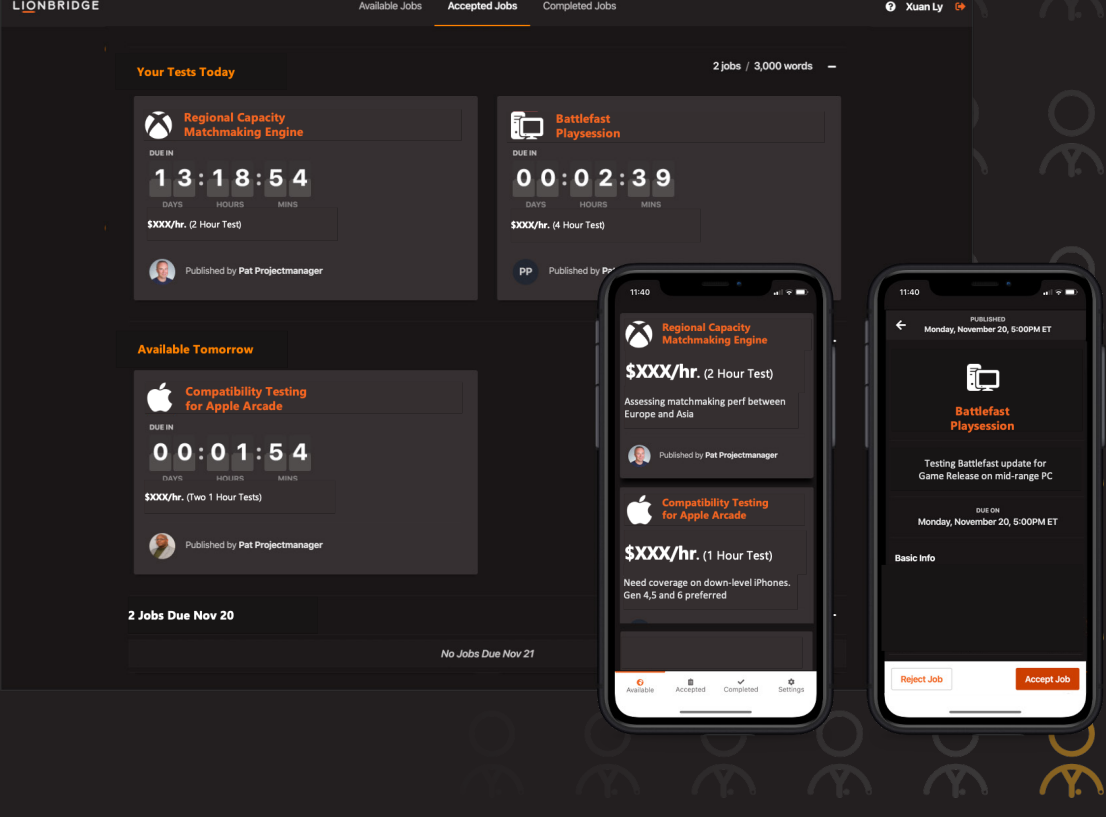 LIONBRIDGE
Available Jobs
Accepted Jobs
Completed Jobs
Xuan Ly
Your Tests Today
2 jobs / 3,000 words
Regional Capacity
Matchmaking Engine
DUE IN
13:18:54
DAYS HOURS MINS
$XXX/hr. (2 Hour Test)
Published by Pat Projectmanager
Battlefast
Playsession
DUE IN
00:02:39
DAYS HOURS MINS
$XXX/hr. (4 Hour Test)
PP
Published by
Available Tomorrow
Compatibility Testing
for Apple Arcade
DUE IN
00:01:54
DAYS HOURS MINS
$XXX/hr. (Two 1 Hour Tests)
Published by Pat Projectmanager
2 Jobs Due Nov 20
No Jobs Due Nov 21
11:40
Regional Capacity
Matchmaking Engine
$XXX/hr. (2 Hour Test)
Assessing matchmaking perf between
Europe and Asia
Published by Pat Projectmanager
Compatibility Testing
for Apple Arcade
$XXX/hr. (1 Hour Test)
Need coverage on down-level iPhones.
Gen 4,5 and 6 preferred
Available
Accepted
Completed
Settings
11:40
PUBLISHED
Monday, November 20, 5:00PM ET
Battlefast
Playsession
Testing Battlefast update for
Game Release on mid-range PC
DUE ON
Monday, November 20, 5:00PM ET
Basic Info
Reject Job
Accept Job